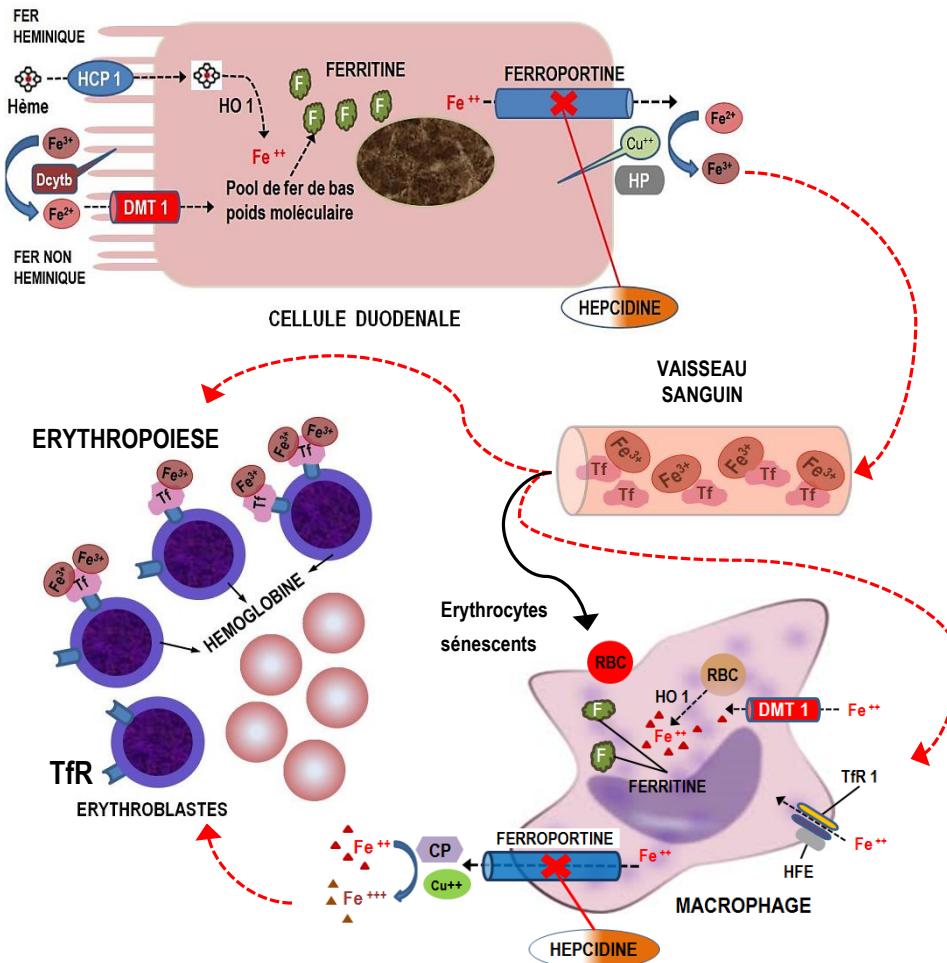 FER
HEMINIQUE
HCP 1
Hème
HO 1
FERRITINE
F
F
F
F
Fe ++
Pool de fer de bas
poids moléculaire
Fe3+
Dcytb
Fe2+
DMT 1
FER NON
HEMINIQUE
FERROPORTINE
Fe ++
Cu++
HP
Fe2+
Fe3+
HEPCIDINE
CELLULE DUODENALE
VAISSEAU
SANGUIN
Fe3+
Fe3+
Fe3+
Fe3+
Tf
Tf
Tf
Tf
Tf
ERYTHROPOIESE
Fe3+
Fe3+
Tf
Fe3+
Tf
Fe3+
Tf
Fe3+
Fe3+
Tf
HEMOGLOBINE
TfR
ERYTHROBLASTES
Erythrocytes
sénescents
RBC
RBC
HO 1
F
Fe ++
DMT 1
Fe ++
F
FERRITINE
TfR 1
Fe ++
HFE
MACROPHAGE
FERROPORTINE
Fe ++
CP
Cu++
Fe ++
Fe +++
HEPCIDINE